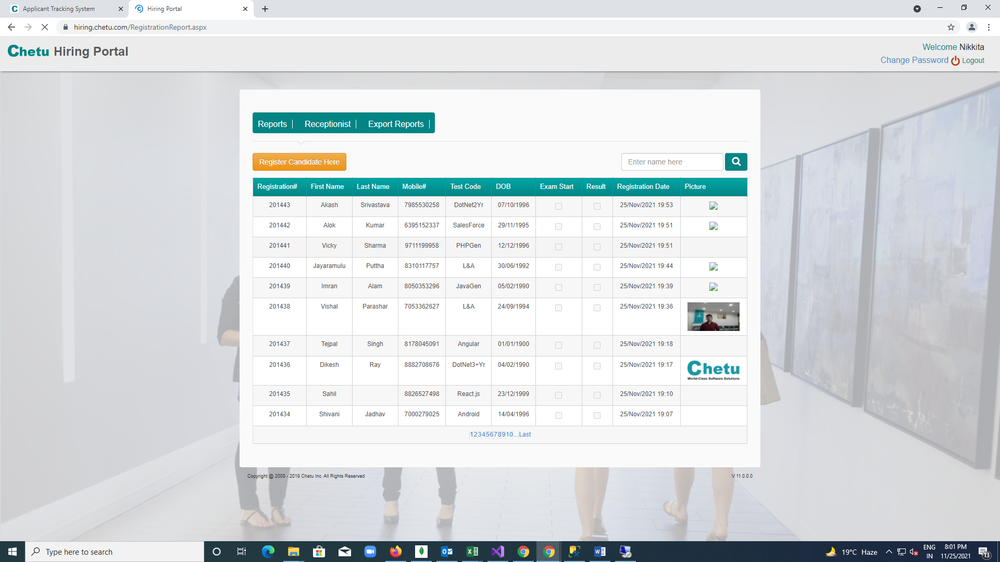 Applicant Tracking System
Hiring Portal
hiring.chetu.com/RegistrationReport.aspx
Chetu Hiring Portal
Welcome Nikkita
Change Password Logout
Reports Receptionist Export Reports
Register Candidate Here
Enter name here
Registration# First Name Last Name Mobile# Test Code DOB Exam Start Result Registration Date Picture
201443 Akash Srivastava 7985530258 DotNet2Yr 07/10/1996 25/Nov/2021 19:53
201442 Alok Kumar 6395152337 SalesForce 29/11/1995 25/Nov/2021 19:51
201441 Vicky Sharma 9711199958 PHPGen 12/12/1996 25/Nov/2021 19:51
201440 Jayaramulu Puttha 8310117757 L&A 30/06/1992 25/Nov/2021 19:44
201439 Imran Alam 8050353296 JavaGen 05/02/1990 25/Nov/2021 19:39
201438 Vishal Parashar 7053362627 L&A 24/09/1994 25/Nov/2021 19:36
201437 Tejpal Singh 8178045091 Angular 01/01/1900 25/Nov/2021 19:18
201436 Dikesh Ray 8882708676 DotNet3+Yr 04/02/1990 25/Nov/2021 19:17
Chetu
World-Class Software Solutions
201435 Sahil 8826527498 React.js 23/12/1999 25/Nov/2021 19:10
201434 Shivani Jadhav 7000279025 Android 14/04/1996 25/Nov/2021 19:07
1 2 3 4 5 6 7 8 9 10 ... Last
Copyright @ 2008 - 2019 Chetu Inc. All Rights Reserved
V 11.0.0.0
Type here to search
19°C Haze
ENG
IN
8:01 PM
11/25/2021
13